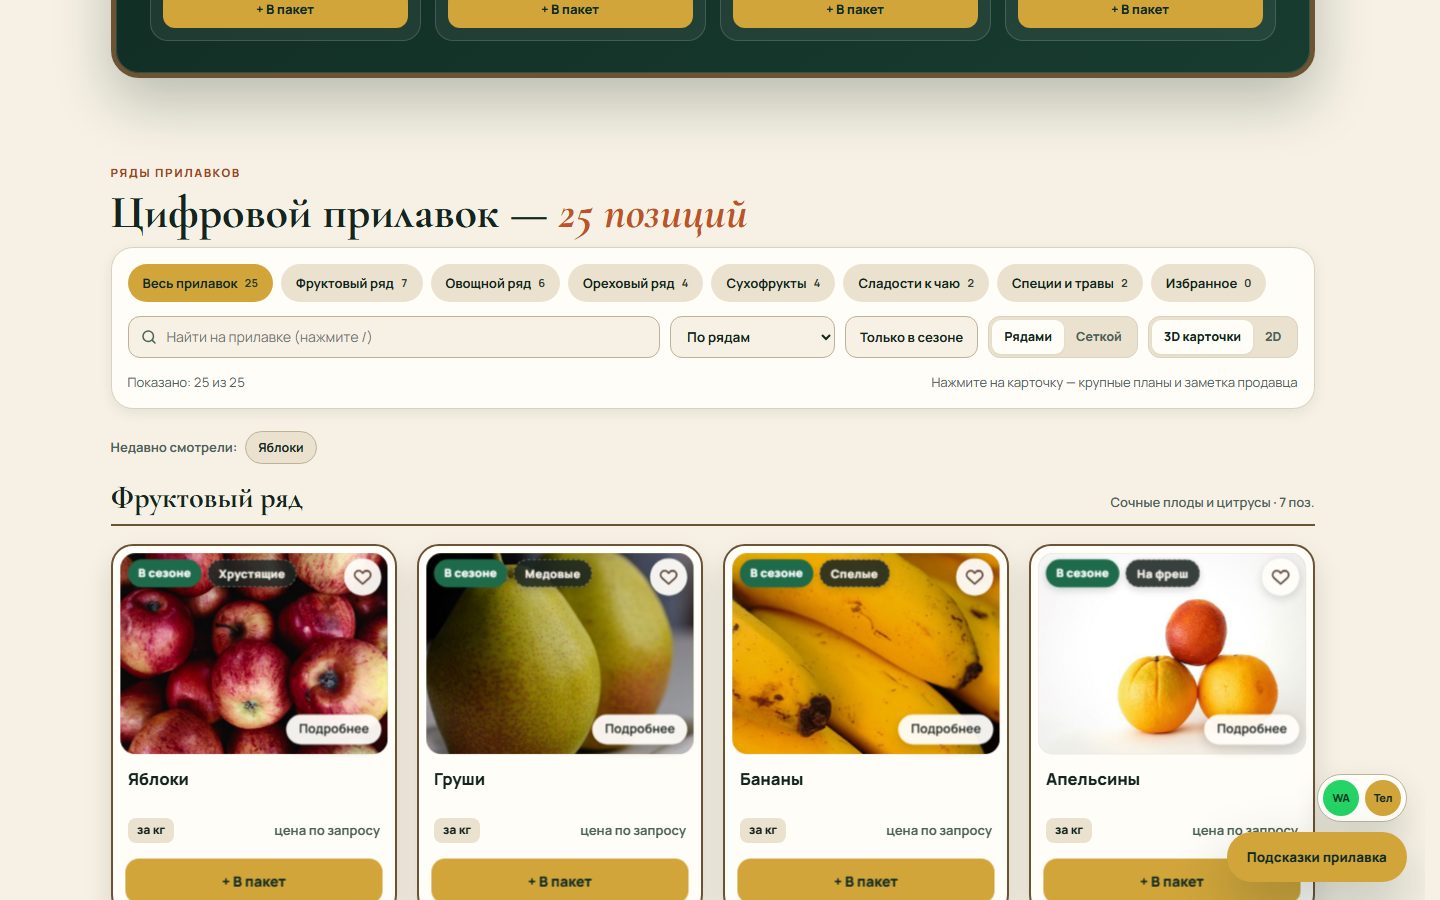 + В пакет
+ В пакет
+ В пакет
+ В пакет
РЯДЫ ПРИЛАВКОВ
Цифровой прилавок — 25 позиций
Весь прилавок 25
Фруктовый ряд 7
Овощной ряд 6
Ореховый ряд 4
Сухофрукты 4
Сладости к чаю 2
Специи и травы 2
Избранное 0
Найти на прилавке (нажмите /)
По рядам
Только в сезоне
Рядами
Сеткой
3D карточки
2D
Показано: 25 из 25
Нажмите на карточку — крупные планы и заметка продавца
Недавно смотрели:
Яблоки
Фруктовый ряд
Сочные плоды и цитрусы · 7 поз.
В сезоне
Хрустящие
Подробнее
Яблоки
за кг
цена по запросу
+ В пакет
В сезоне
Медовые
Подробнее
Груши
за кг
цена по запросу
+ В пакет
В сезоне
Спелые
Подробнее
Бананы
за кг
цена по запросу
+ В пакет
В сезоне
На фреш
Подробнее
Апельсины
за кг
цена по запросу
+ В пакет
WA
Тел
Подсказки прилавка